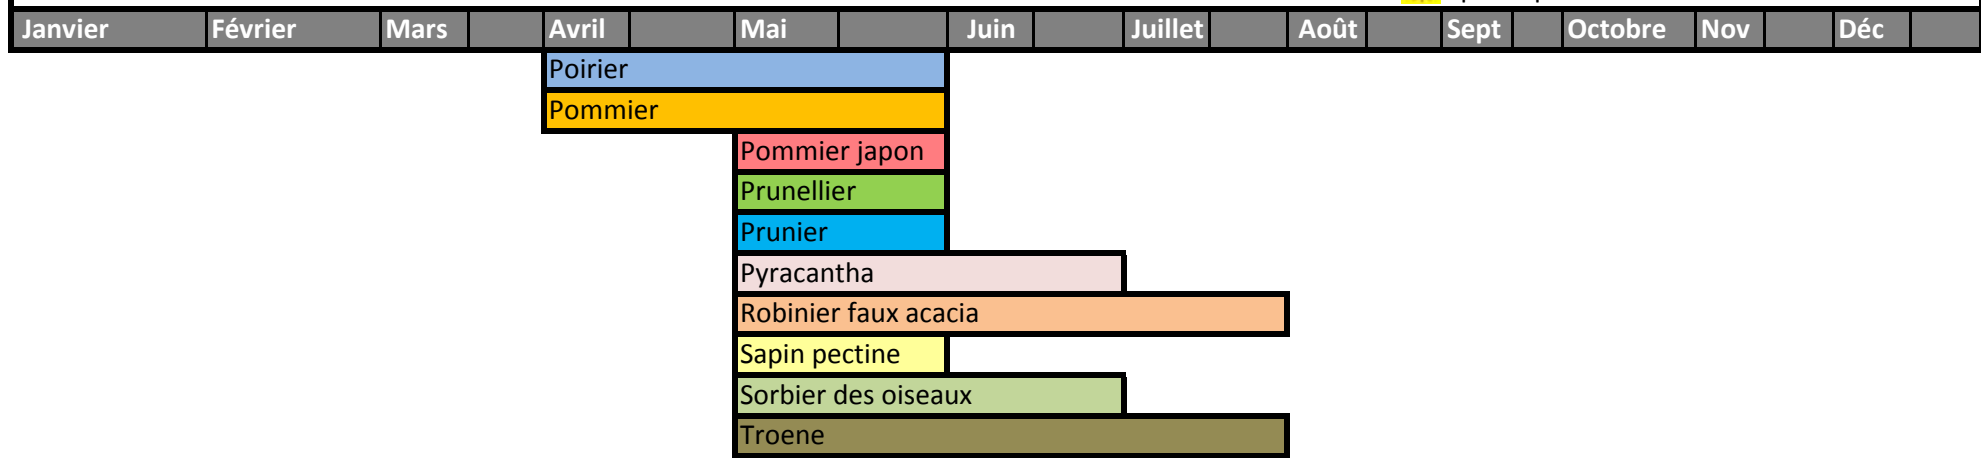 Janvier Février Mars Avril Mai Juin Juillet Août Sept Octobre Nov Déc
Poirier
Pommier
Pommier japon
Prunellier
Prunier
Pyracantha
Robinier faux acacia
Sapin pectine
Sorbier des oiseaux
Troene